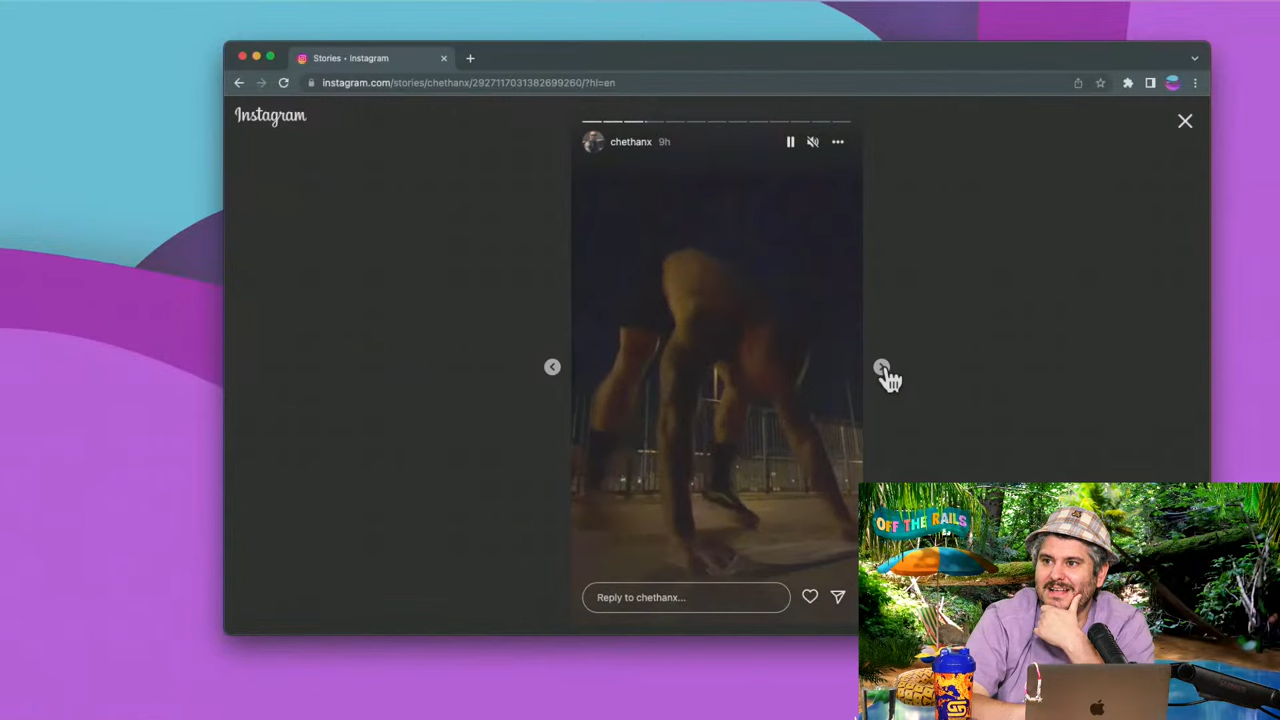 Stories • Instagram
instagram.com/stories/chethanx/2927117031382699260/?hl=en
Instagram
chethanx 9h
Reply to chethanx...
OFF THE RAILS